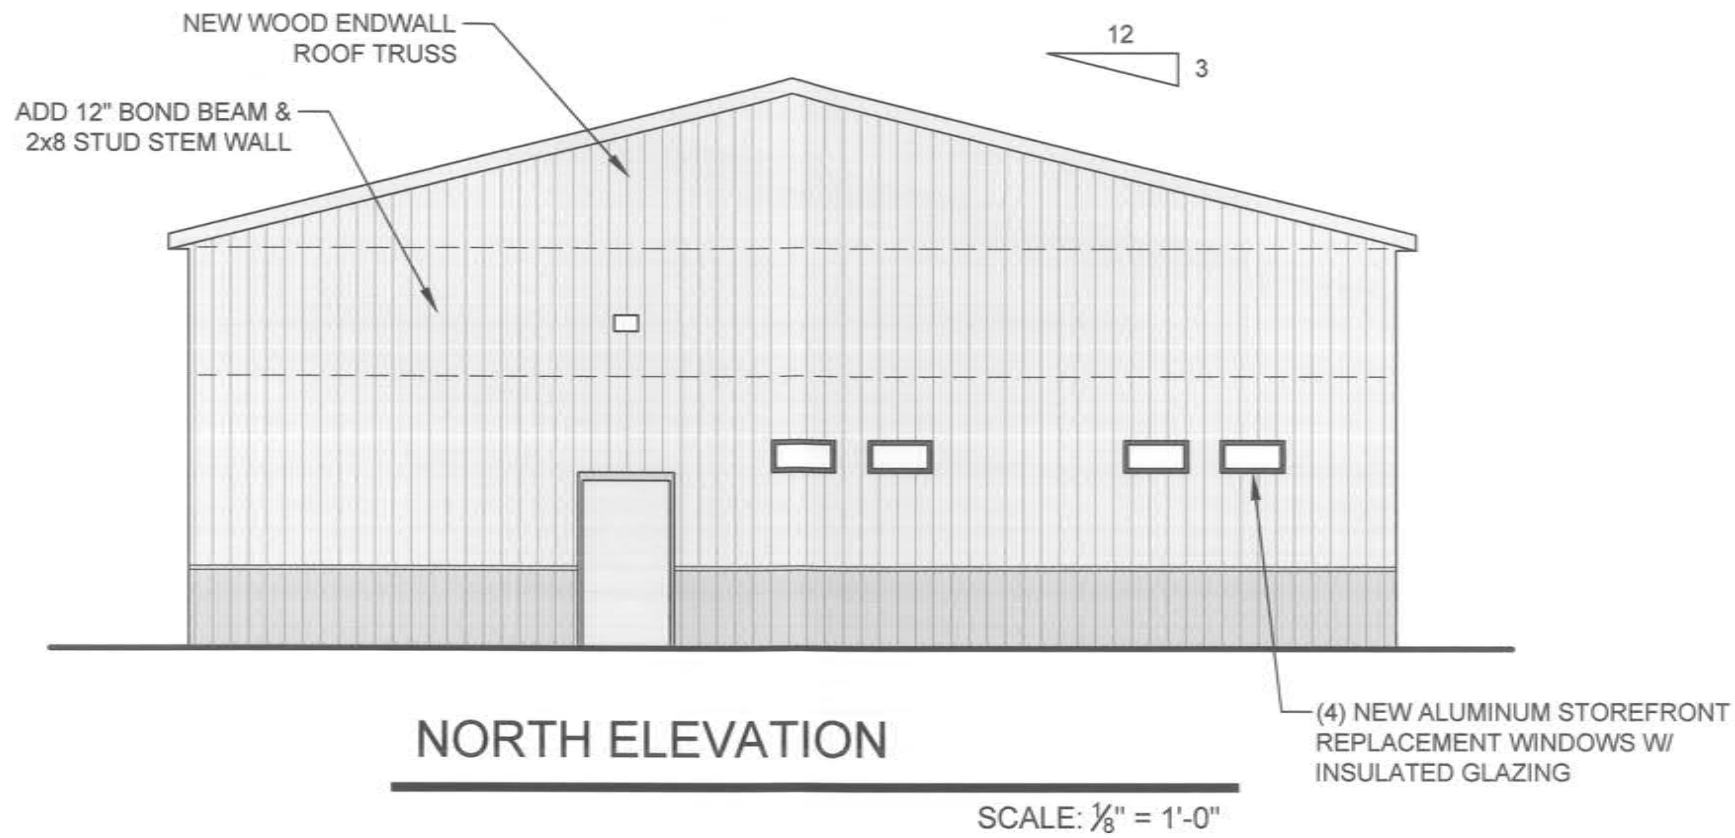 NEW WOOD ENDWALL
ROOF TRUSS
12
3
ADD 12" BOND BEAM &
2x8 STUD STEM WALL
(4) NEW ALUMINUM STOREFRONT
REPLACEMENT WINDOWS W/
INSULATED GLAZING
NORTH ELEVATION
SCALE: ⅛" = 1'-0"